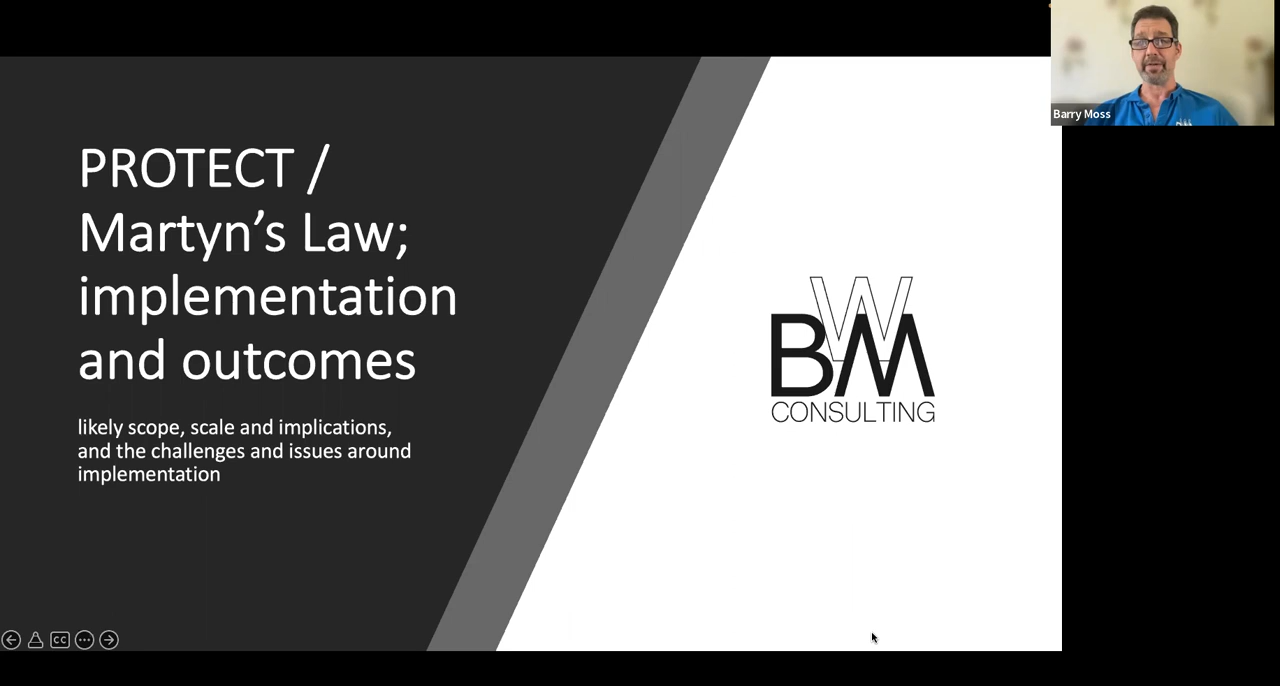 Barry Moss
PROTECT /
Martyn’s Law;
implementation
and outcomes
likely scope, scale and implications,
and the challenges and issues around
implementation
BWM
CONSULTING
CC